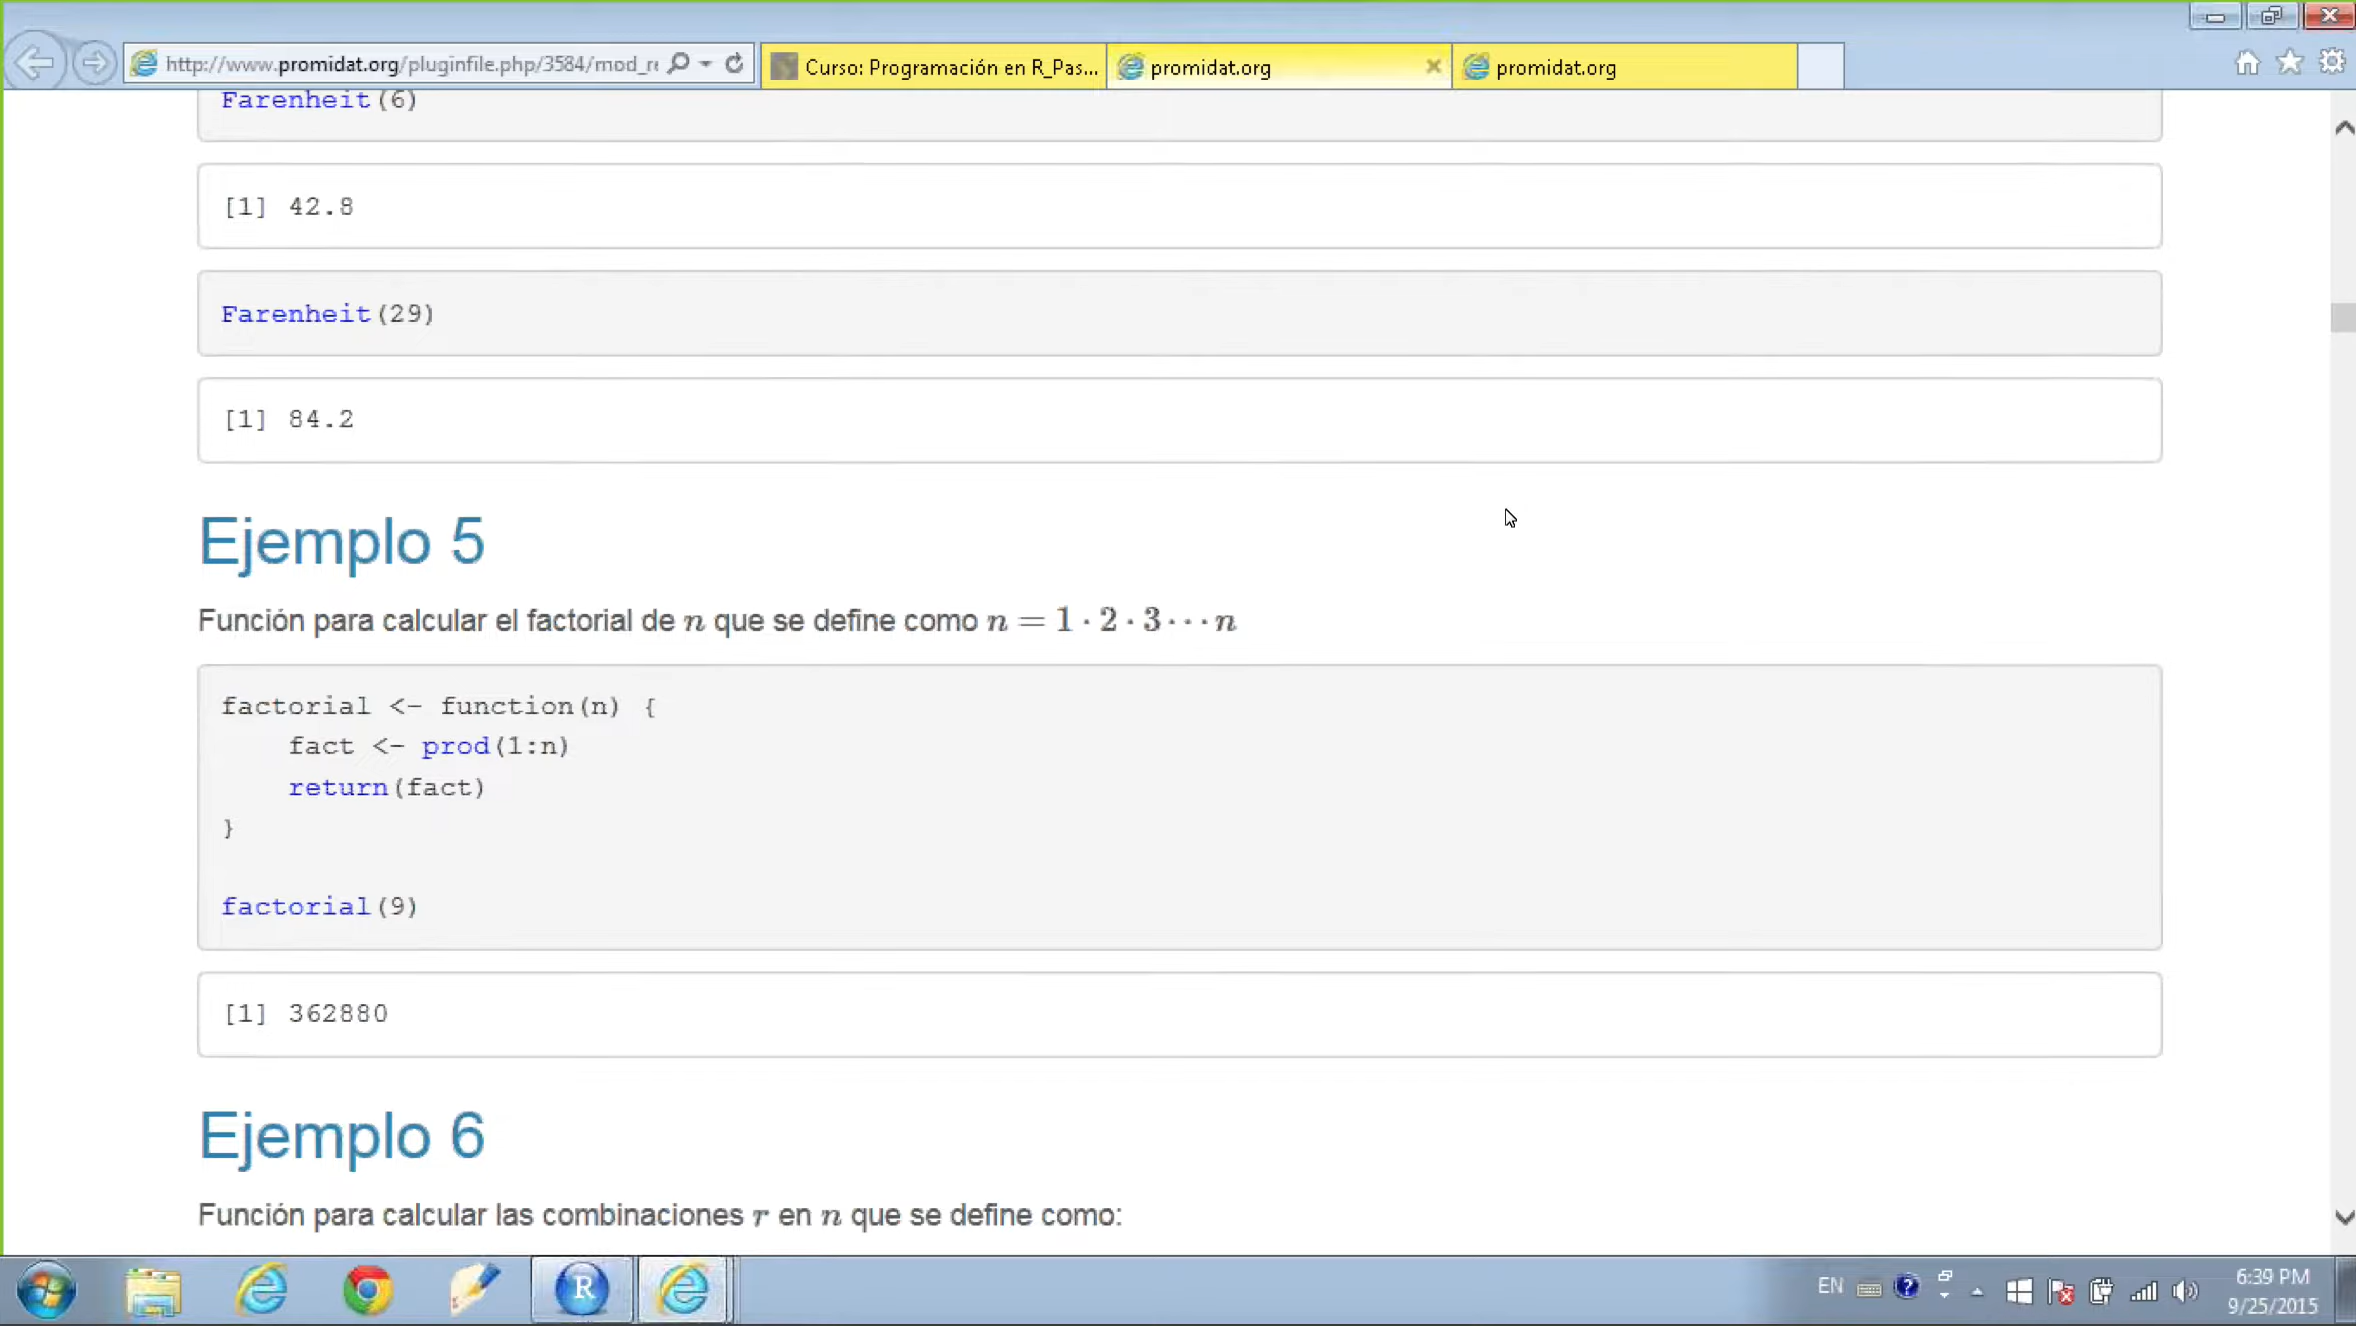 http://www.promidat.org/pluginfile.php/3584/mod_re
Curso: Programación en R_Pas...
promidat.org
promidat.org
Farenheit(6)
[1] 42.8
Farenheit(29)
[1] 84.2
Ejemplo 5
Función para calcular el factorial de n que se define como n = 1 · 2 · 3 ⋯ n
factorial <- function(n) {
    fact <- prod(1:n)
    return(fact)
}
factorial(9)
[1] 362880
Ejemplo 6
Función para calcular las combinaciones r en n que se define como:
R
EN
6:39 PM
9/25/2015